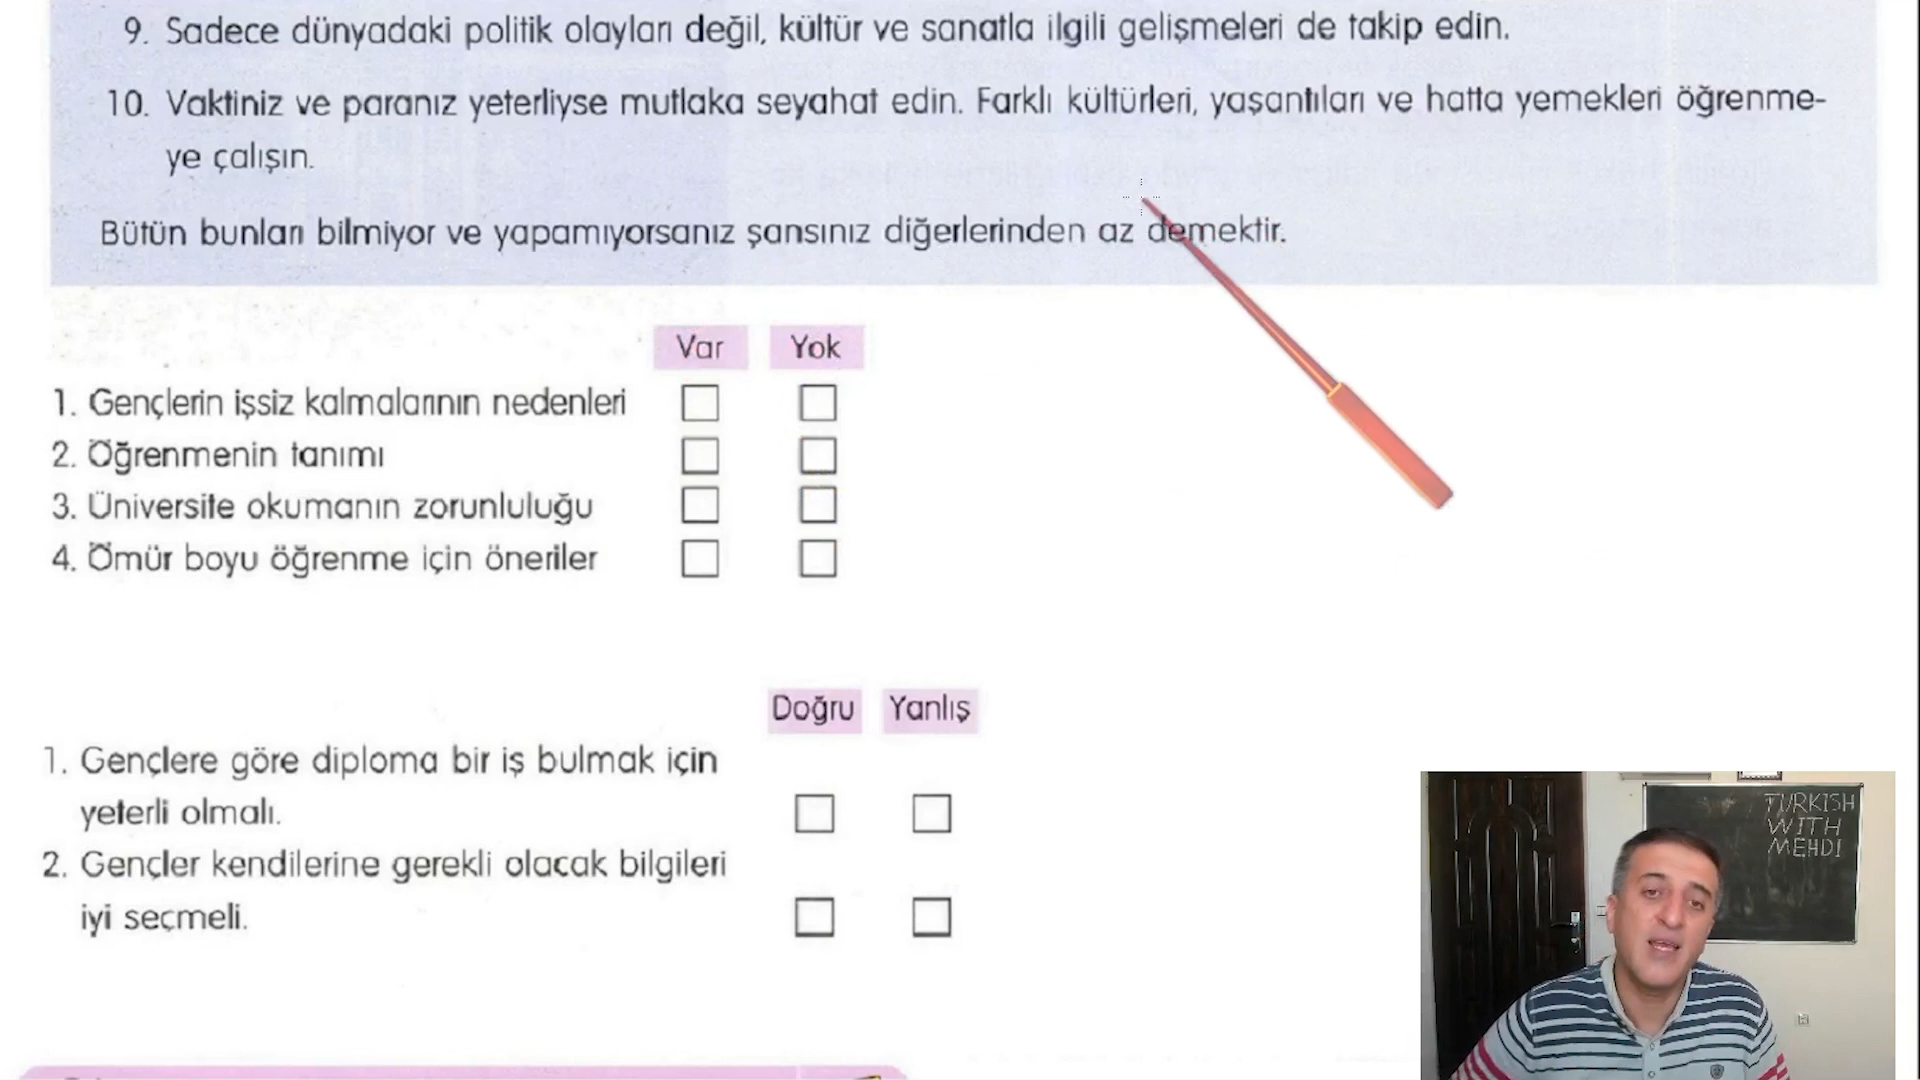 9. Sadece dünyadaki politik olayları değil, kültür ve sanatla ilgili gelişmeleri de takip edin.
10. Vaktiniz ve paranız yeterliyse mutlaka seyahat edin. Farklı kültürleri, yaşantıları ve hatta yemekleri öğrenme-
ye çalışın.
Bütün bunları bilmiyor ve yapamıyorsanız şansınız diğerlerinden az demektir.
Var Yok
1. Gençlerin işsiz kalmalarının nedenleri
2. Öğrenmenin tanımı
3. Üniversite okumanın zorunluluğu
4. Ömür boyu öğrenme için öneriler
Doğru Yanlış
1. Gençlere göre diploma bir iş bulmak için
yeterli olmalı.
2. Gençler kendilerine gerekli olacak bilgileri
iyi seçmeli.
TURKISH
WITH
MEHDI